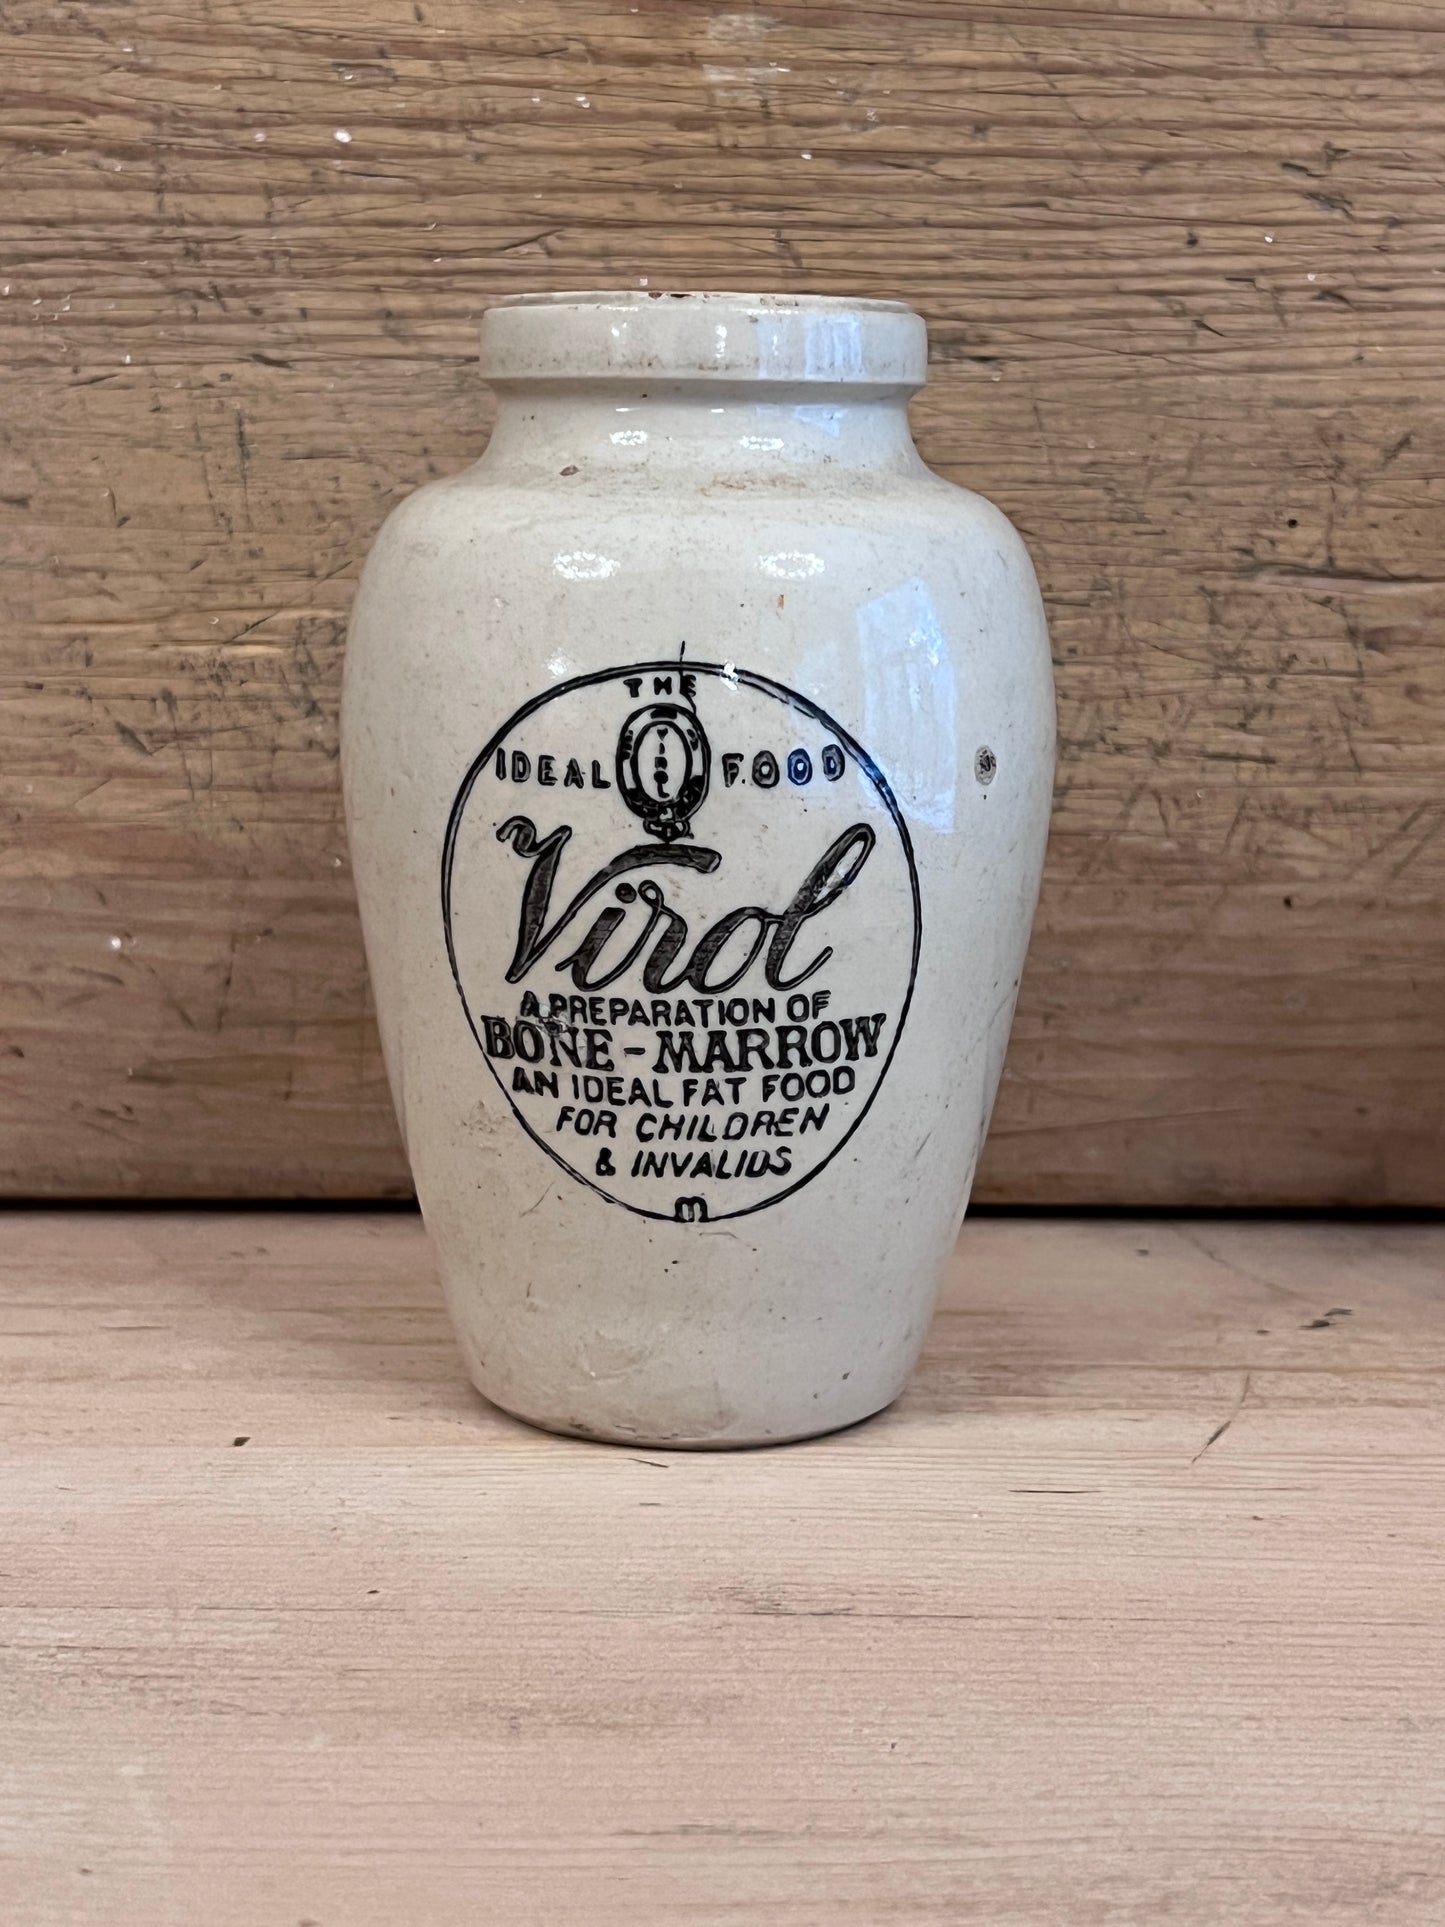 THE
IDEAL VIROL FOOD
Virol
A PREPARATION OF
BONE-MARROW
AN IDEAL FAT FOOD
FOR CHILDREN
& INVALIDS
m